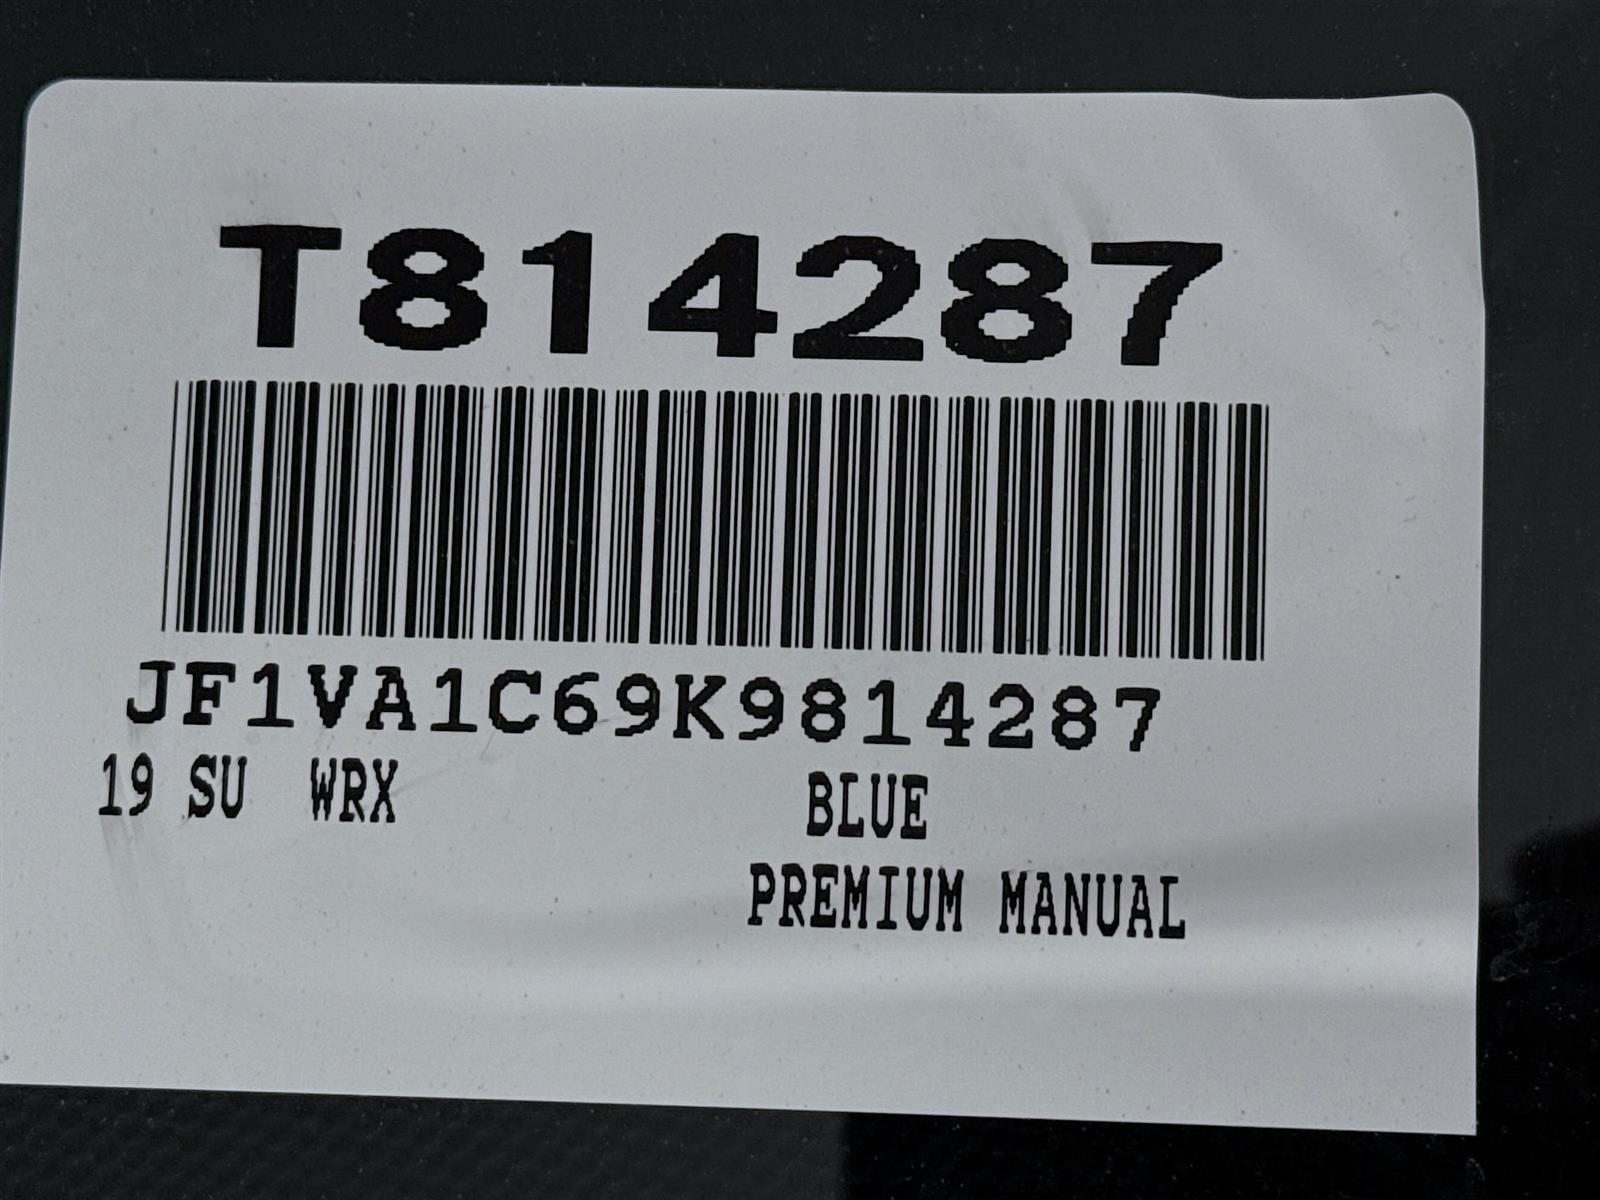 T814287
JF1VA1C69K9814287
19 SU WRX BLUE
PREMIUM MANUAL